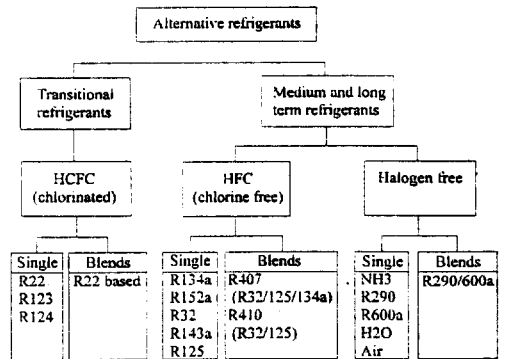 Alternative refrigerants
Transitional
refrigerants
Medium and long
term refrigerants
HCFC
(chlorinated)
HFC
(chlorine free)
Halogen free
Single
R22
R123
R124
Blends
R22 based
Single
R134a
R152a
R32
R143a
R125
Blends
R407
(R32/125/134a)
R410
(R32/125)
Single
NH3
R290
R600a
H2O
Air
Blends
R290/600a